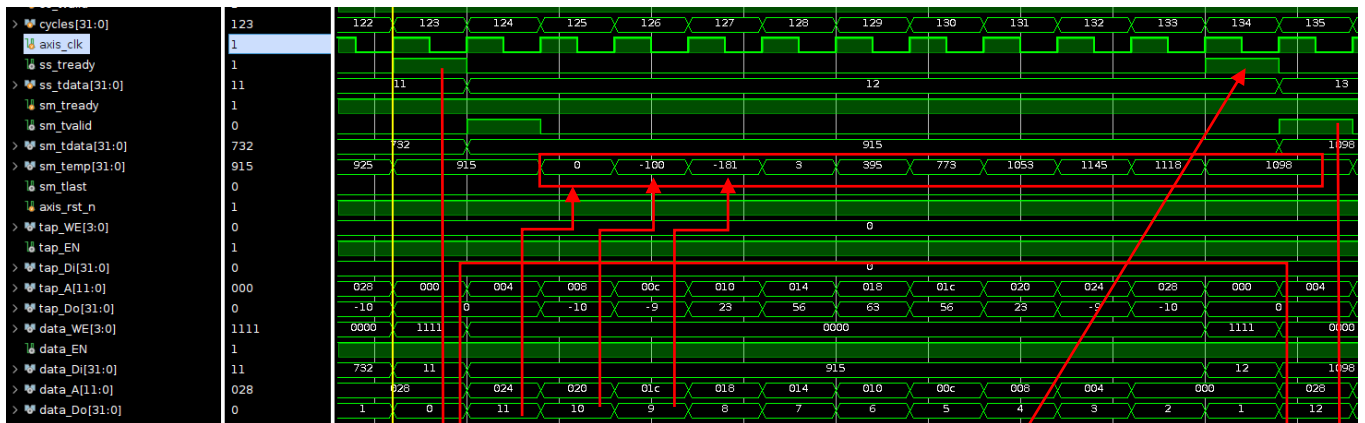 cycles[31:0] 123 122 123 124 125 126 127 128 129 130 131 132 133 134 135
axis_clk 1
ss_tready 1
ss_tdata[31:0] 11 11 12 13
sm_tready 1
sm_tvalid 0
sm_tdata[31:0] 732 732 915 1098
sm_temp[31:0] 915 925 915 0 -100 -181 3 395 773 1053 1145 1118 1098
sm_tlast 0
axis_rst_n 1
tap_WE[3:0] 0 0
tap_EN 1
tap_Di[31:0] 0 0
tap_A[11:0] 000 028 000 004 008 00c 010 014 018 01c 020 024 028 000 004
tap_Do[31:0] 0 -10 0 -10 -9 23 56 63 56 23 -9 -10 0
data_WE[3:0] 1111 0000 1111 0000 1111 0000
data_EN 1
data_Di[31:0] 11 732 11 915 12 1098
data_A[11:0] 028 028 024 020 01c 018 014 010 00c 008 004 000 028
data_Do[31:0] 0 1 0 11 10 9 8 7 6 5 4 3 2 1 12